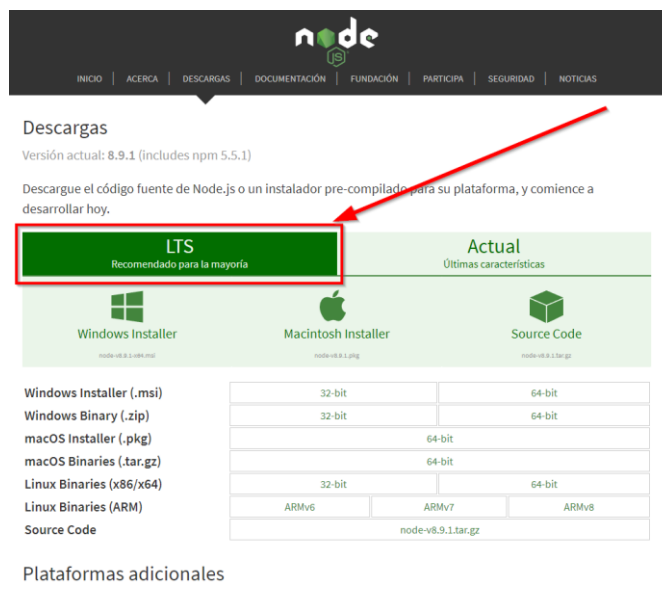 node
JS
INICIO | ACERCA | DESCARGAS | DOCUMENTACIÓN | FUNDACIÓN | PARTICIPA | SEGURIDAD | NOTICIAS
Descargas
Versión actual: 8.9.1 (includes npm 5.5.1)
Descargue el código fuente de Node.js o un instalador pre-compilado para su plataforma, y comience a
desarrollar hoy.
LTS
Recomendado para la mayoría
Actual
Últimas características
Windows Installer
node-v8.9.1-x64.msi
Macintosh Installer
node-v8.9.1.pkg
Source Code
node-v8.9.1.tar.gz
Windows Installer (.msi) 32-bit 64-bit
Windows Binary (.zip) 32-bit 64-bit
macOS Installer (.pkg) 64-bit
macOS Binaries (.tar.gz) 64-bit
Linux Binaries (x86/x64) 32-bit 64-bit
Linux Binaries (ARM) ARMv6 ARMv7 ARMv8
Source Code node-v8.9.1.tar.gz
Plataformas adicionales